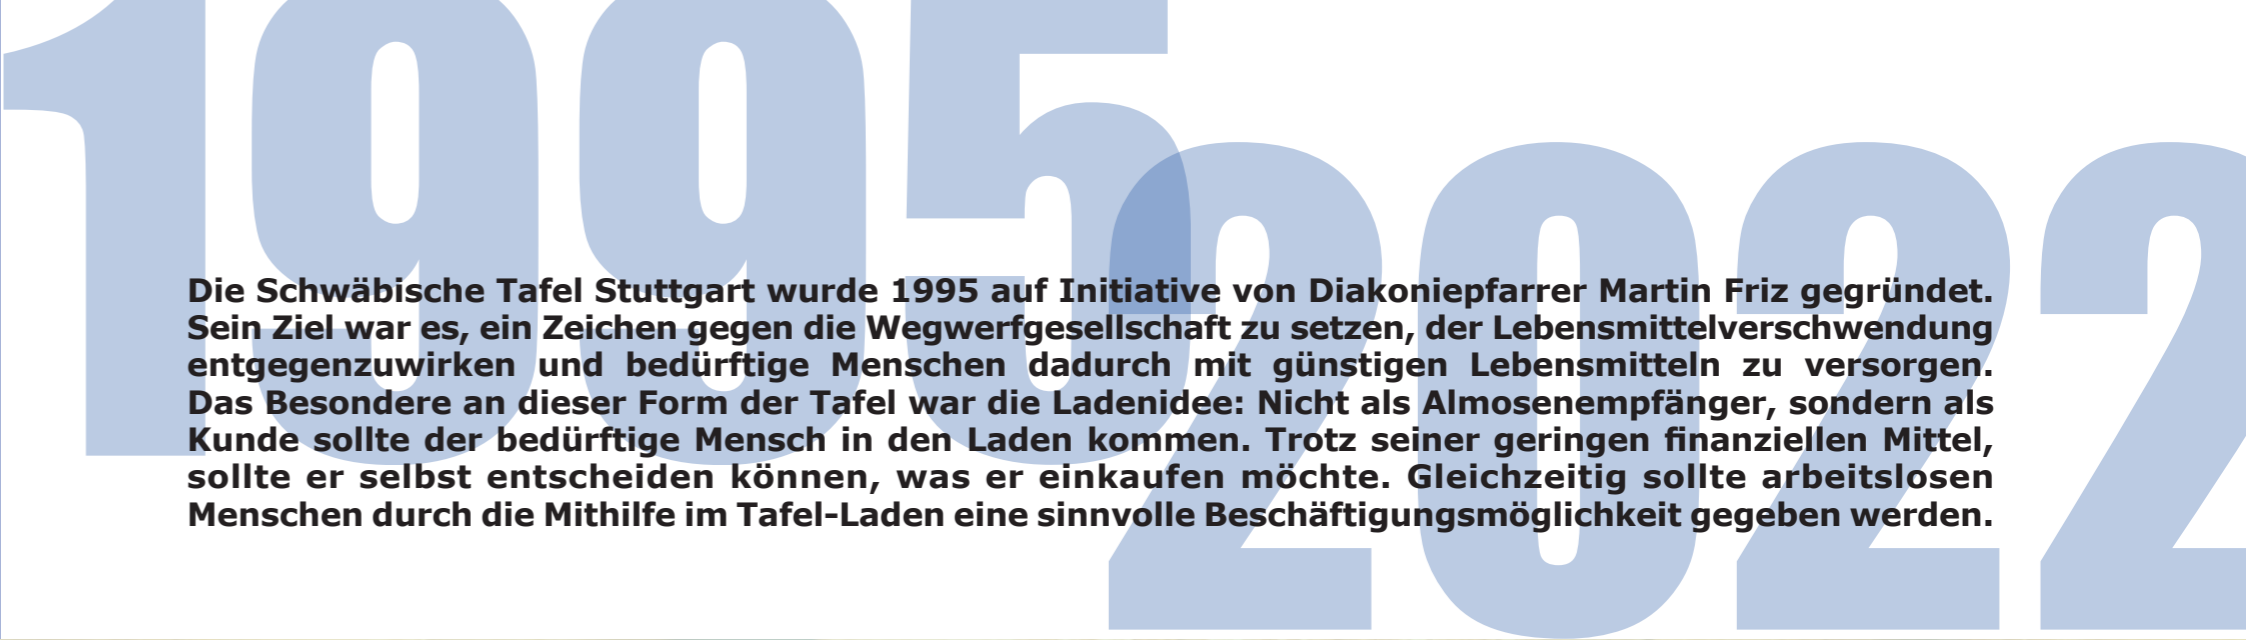 1995
2022
Die Schwäbische Tafel Stuttgart wurde 1995 auf Initiative von Diakoniepfarrer Martin Friz gegründet.
Sein Ziel war es, ein Zeichen gegen die Wegwerfgesellschaft zu setzen, der Lebensmittelverschwendung
entgegenzuwirken und bedürftige Menschen dadurch mit günstigen Lebensmitteln zu versorgen.
Das Besondere an dieser Form der Tafel war die Ladenidee: Nicht als Almosenempfänger, sondern als
Kunde sollte der bedürftige Mensch in den Laden kommen. Trotz seiner geringen finanziellen Mittel,
sollte er selbst entscheiden können, was er einkaufen möchte. Gleichzeitig sollte arbeitslosen
Menschen durch die Mithilfe im Tafel-Laden eine sinnvolle Beschäftigungsmöglichkeit gegeben werden.